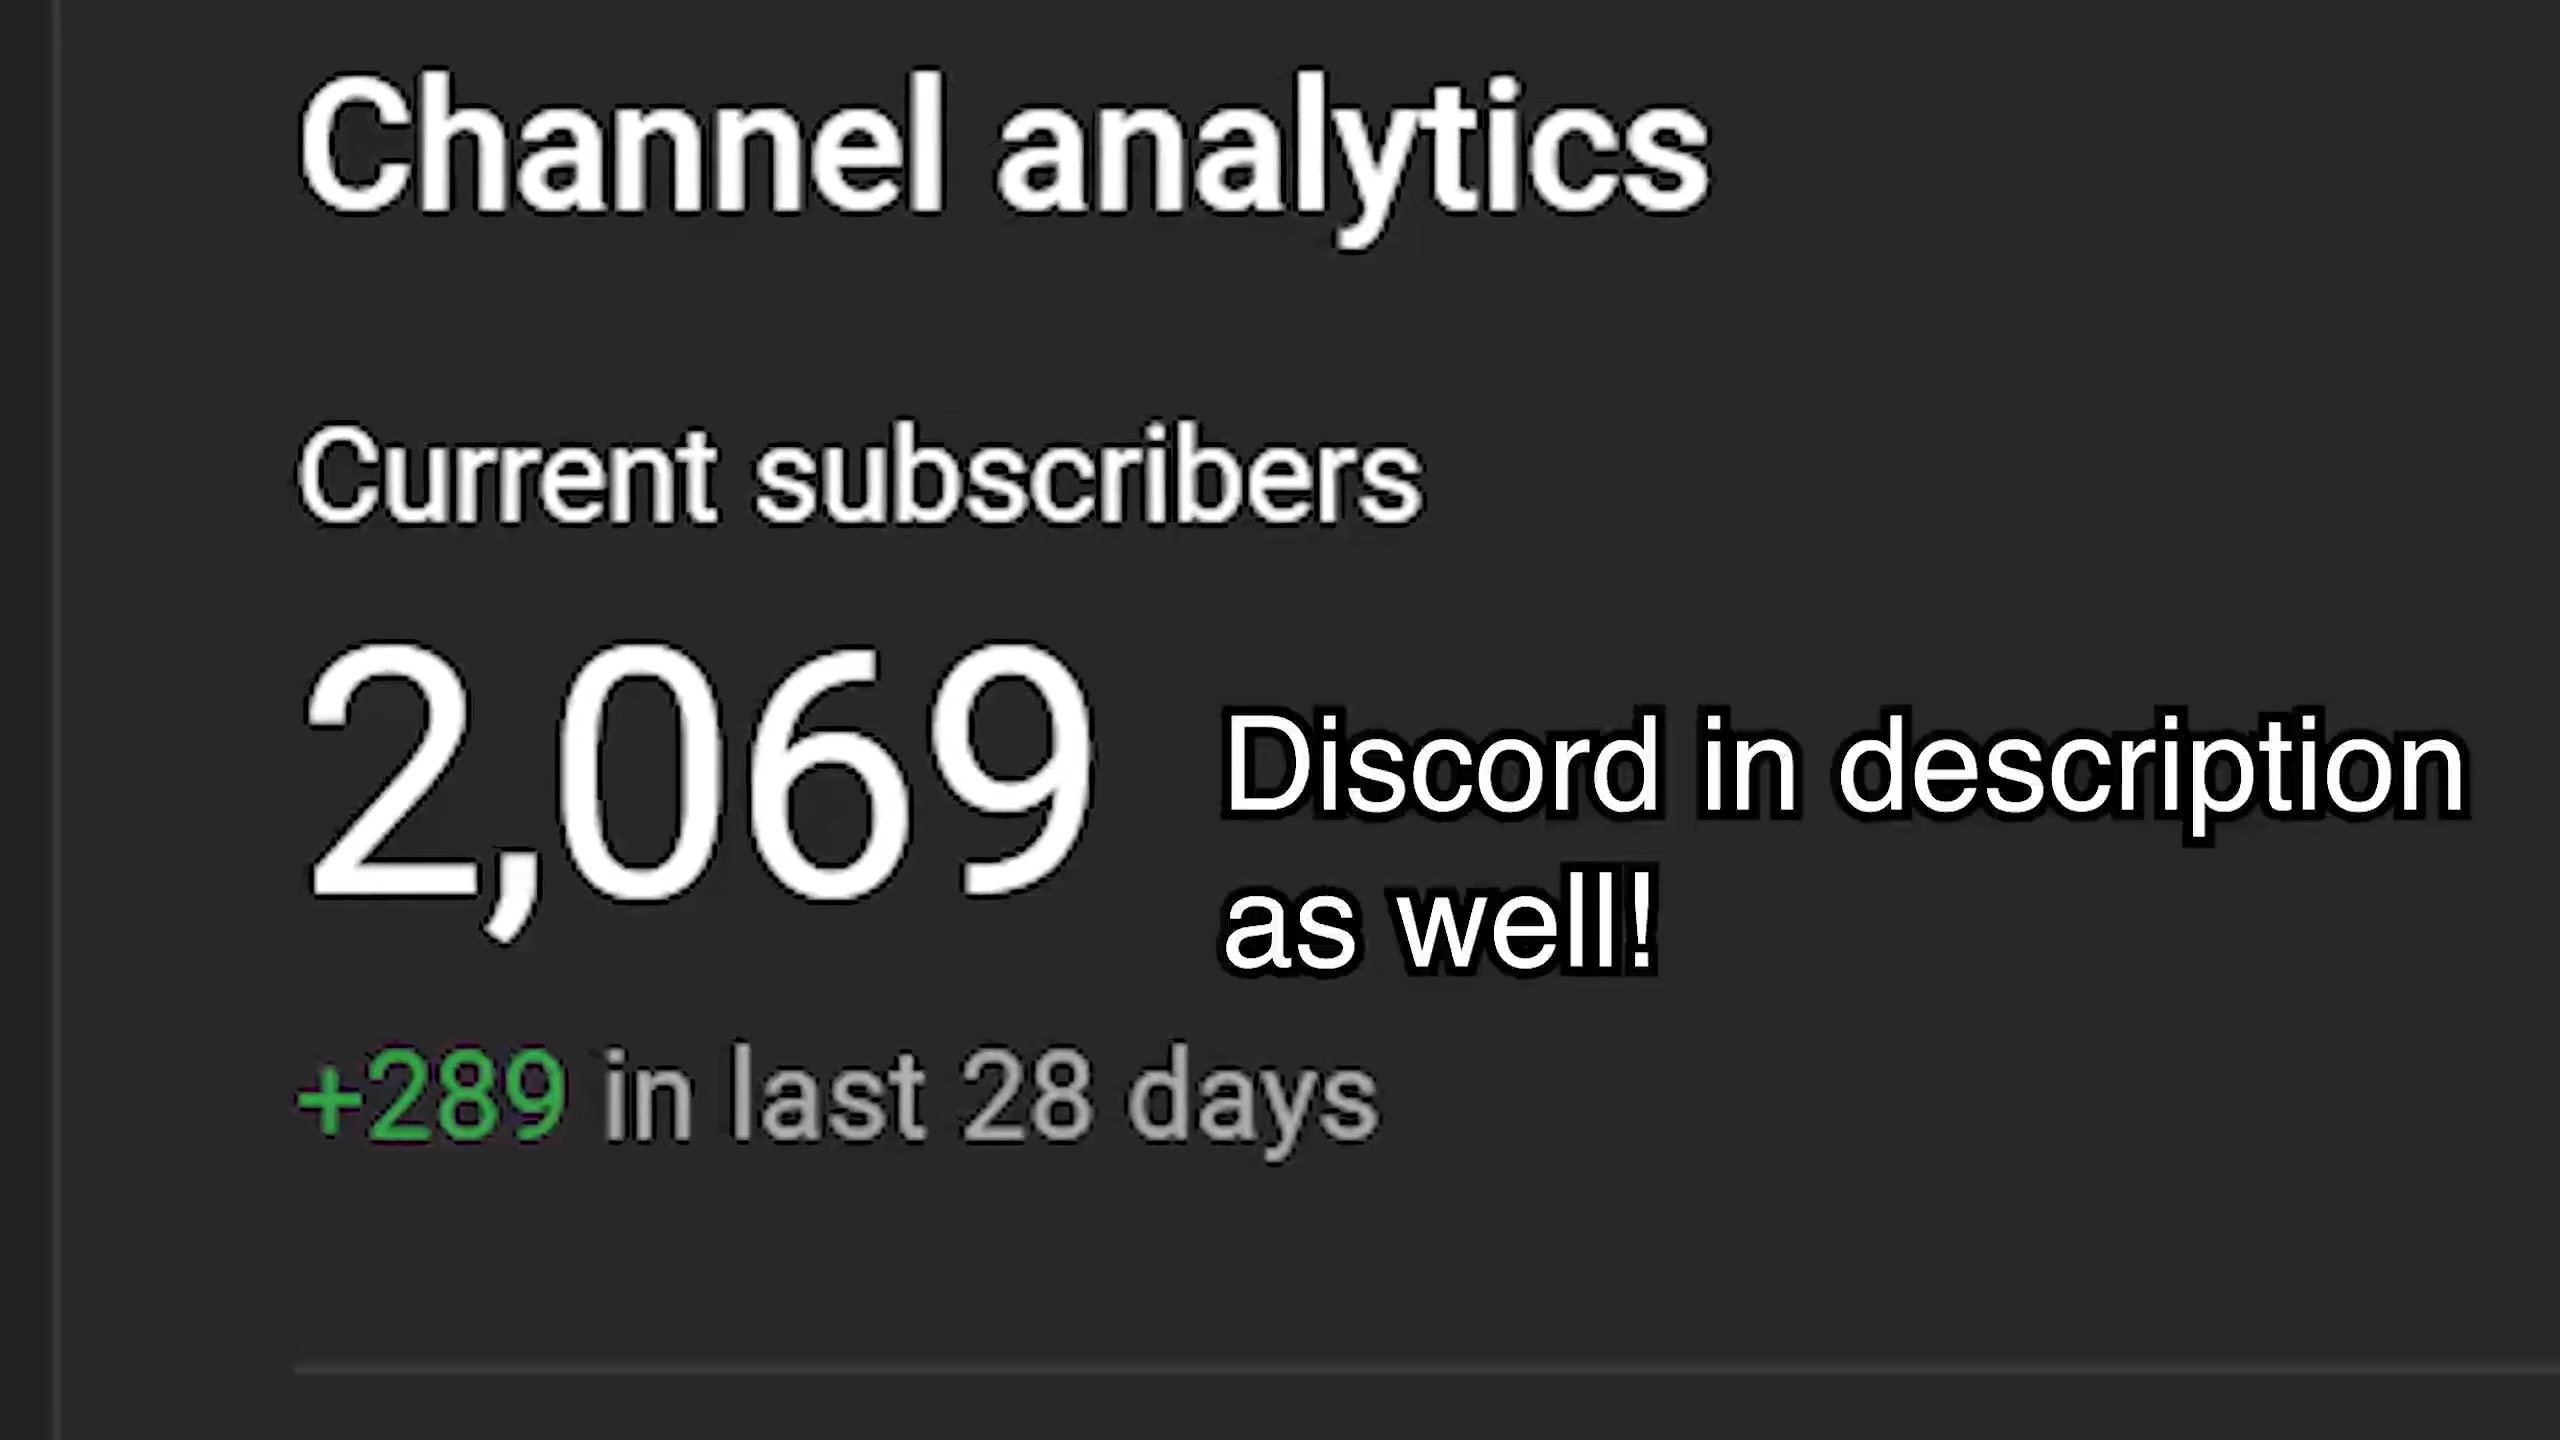 Channel analytics
Current subscribers
2,069
Discord in description
as well!
+289 in last 28 days